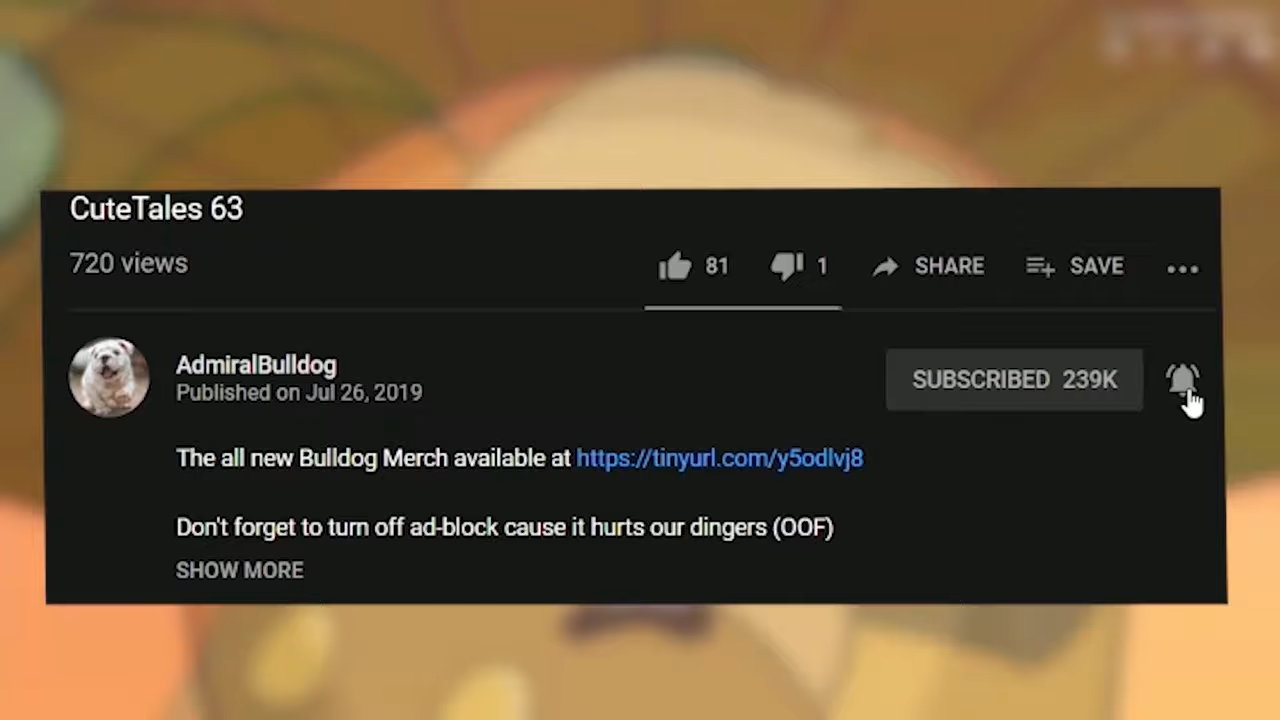 CuteTales 63
720 views
81 1 SHARE SAVE
AdmiralBulldog
Published on Jul 26, 2019
SUBSCRIBED 239K
The all new Bulldog Merch available at https://tinyurl.com/y5odlvj8
Don't forget to turn off ad-block cause it hurts our dingers (OOF)
SHOW MORE